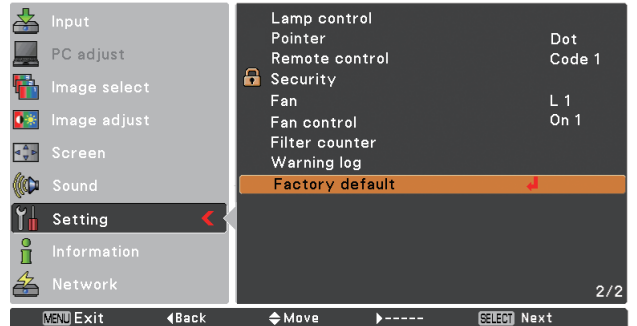 Input
PC adjust
Image select
Image adjust
Screen
Sound
Setting
Information
Network
Lamp control
Pointer Dot
Remote control Code 1
Security
Fan L 1
Fan control On 1
Filter counter
Warning log
Factory default
2/2
MENU Exit Back Move ----- SELECT Next